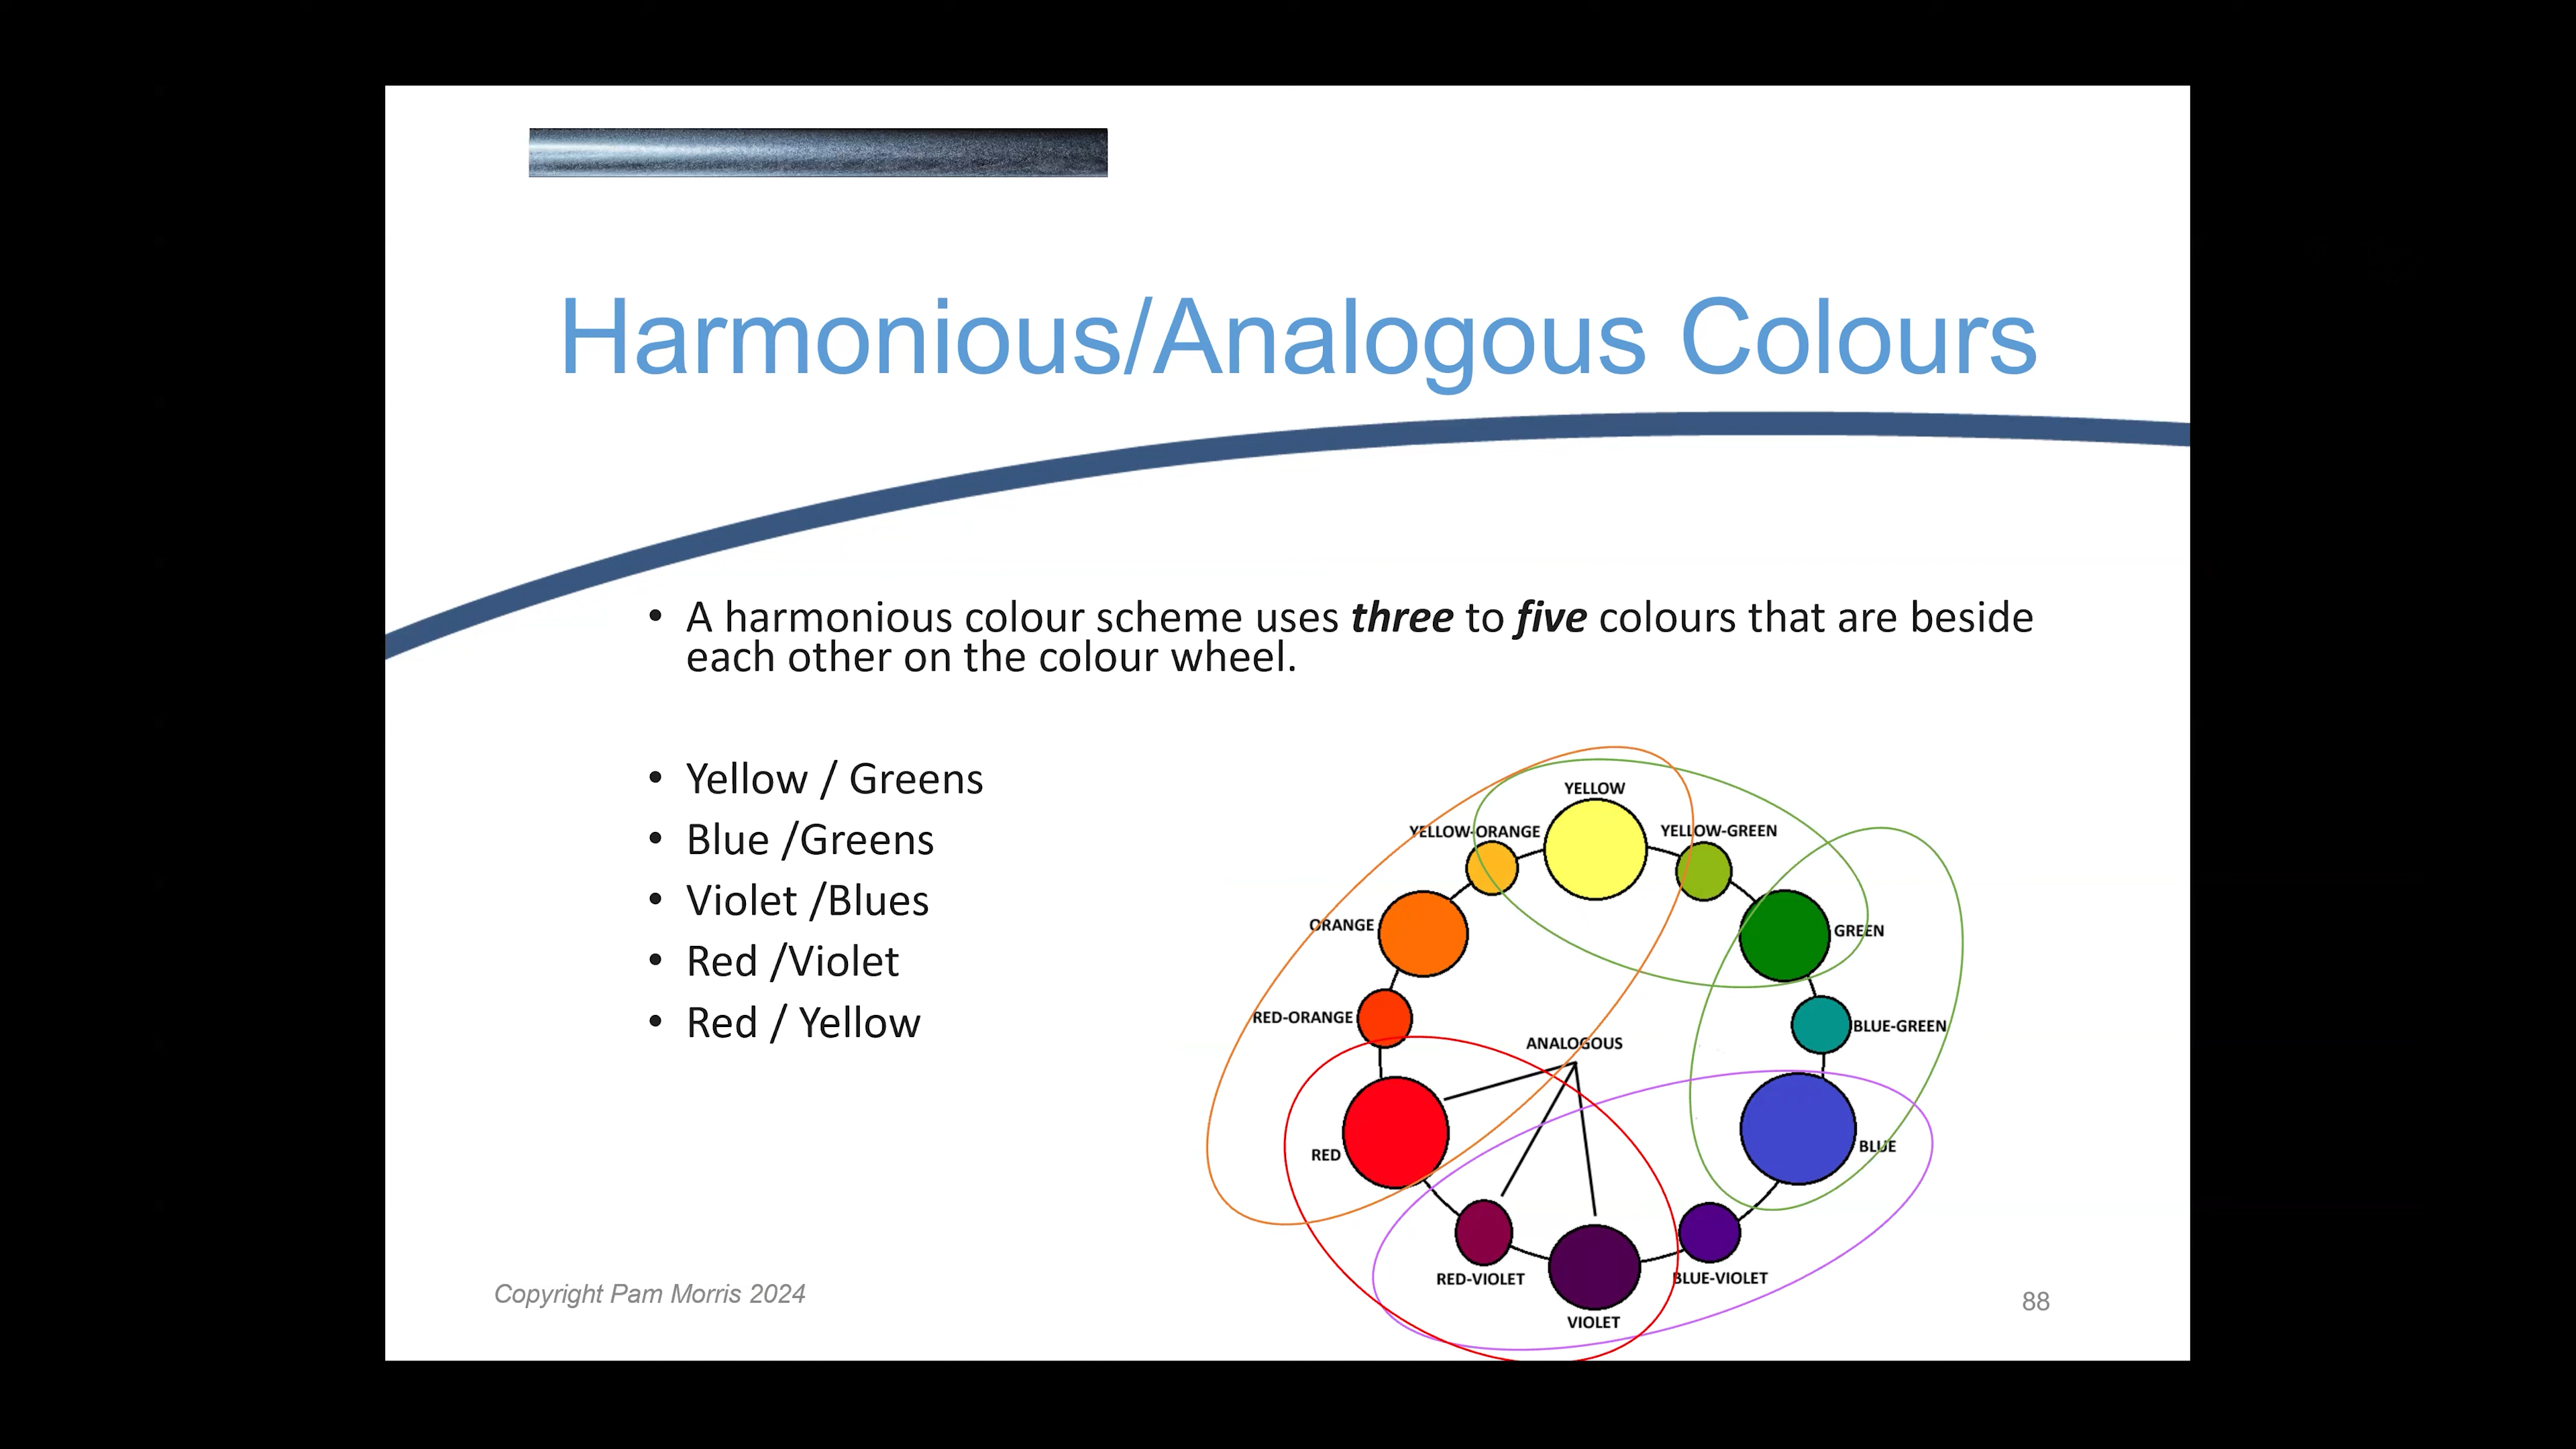 Harmonious/Analogous Colours
• A harmonious colour scheme uses three to five colours that are beside
each other on the colour wheel.
• Yellow / Greens
• Blue /Greens
• Violet /Blues
• Red /Violet
• Red / Yellow
YELLOW
YELLOW-ORANGE
YELLOW-GREEN
ORANGE
GREEN
RED-ORANGE
BLUE-GREEN
ANALOGOUS
RED
BLUE
RED-VIOLET
BLUE-VIOLET
VIOLET
Copyright Pam Morris 2024
88